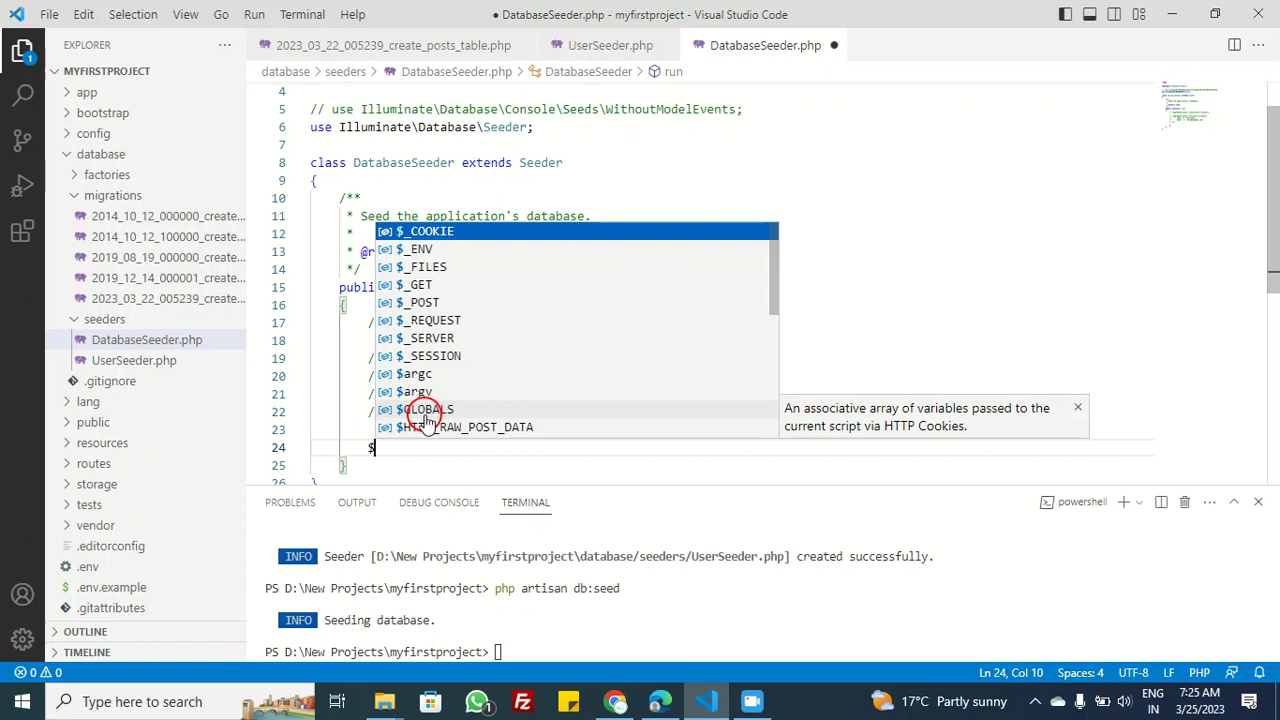 File Edit Selection View Go Run Terminal Help
● DatabaseSeeder.php - myfirstproject - Visual Studio Code
EXPLORER
2023_03_22_005239_create_posts_table.php UserSeeder.php DatabaseSeeder.php
MYFIRSTPROJECT
database > seeders > DatabaseSeeder.php > DatabaseSeeder > run
app
bootstrap
config
database
factories
migrations
2014_10_12_000000_create...
2014_10_12_100000_create...
2019_08_19_000000_create...
2019_12_14_000001_create...
2023_03_22_005239_create...
seeders
DatabaseSeeder.php
UserSeeder.php
.gitignore
lang
public
resources
routes
storage
tests
vendor
.editorconfig
.env
.env.example
.gitattributes
OUTLINE
TIMELINE
4
5 // use Illuminate\Database\Console\Seeds\WithoutModelEvents;
6 use Illuminate\Database\Seeder;
7
8 class DatabaseSeeder extends Seeder
9 {
10 /**
11 * Seed the application's database.
12 *
13 * @r
14 */
15 publi
16 {
17 /
18
19 /
20 /
21 /
22 /
24 $
25 }
26 }
$_COOKIE
$_ENV
$_FILES
$_GET
$_POST
$_REQUEST
$_SERVER
$_SESSION
$argc
$argv
$GLOBALS
$HTTP_RAW_POST_DATA
An associative array of variables passed to the
current script via HTTP Cookies.
PROBLEMS OUTPUT DEBUG CONSOLE TERMINAL
powershell
INFO Seeder [D:\New Projects\myfirstproject\database/seeders/UserSeeder.php] created successfully.
PS D:\New Projects\myfirstproject> php artisan db:seed
INFO Seeding database.
PS D:\New Projects\myfirstproject>
0 0 Ln 24, Col 10 Spaces: 4 UTF-8 LF PHP
Type here to search
17°C Partly sunny
ENG
IN
7:25 AM
3/25/2023